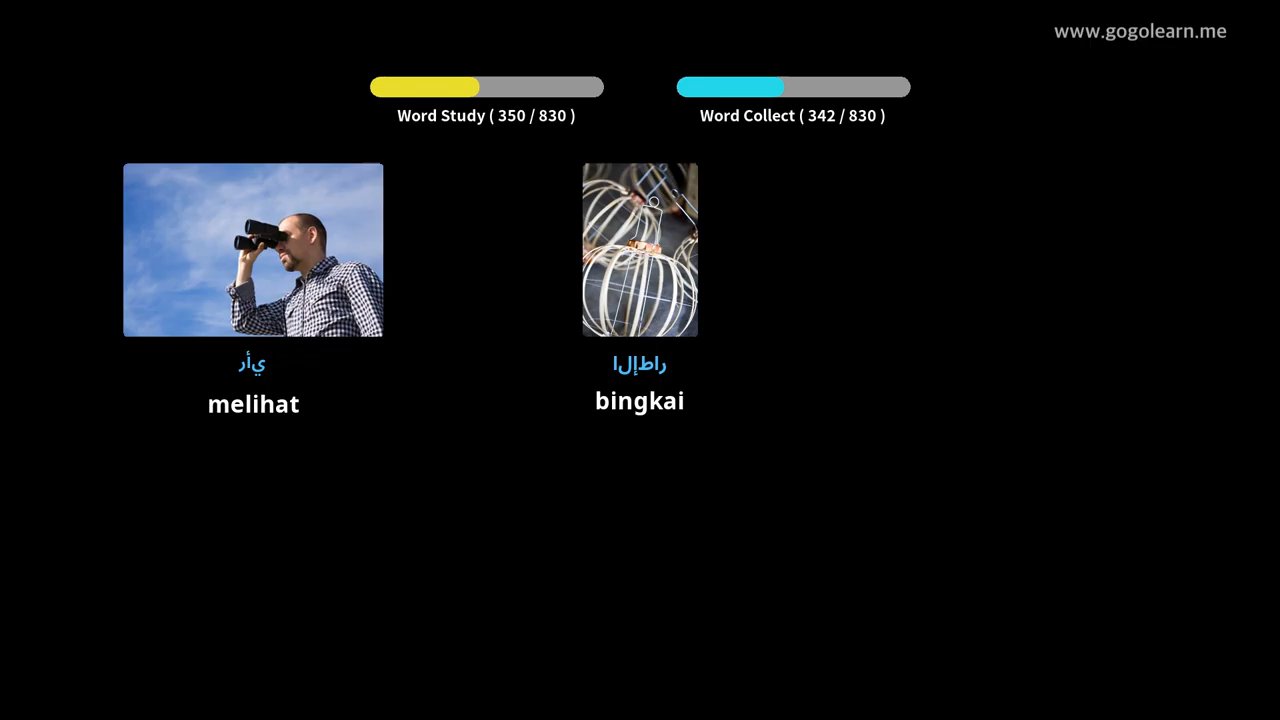 www.gogolearn.me
Word Study ( 350 / 830 )
Word Collect ( 342 / 830 )
يأر
راطإلا
melihat
bingkai